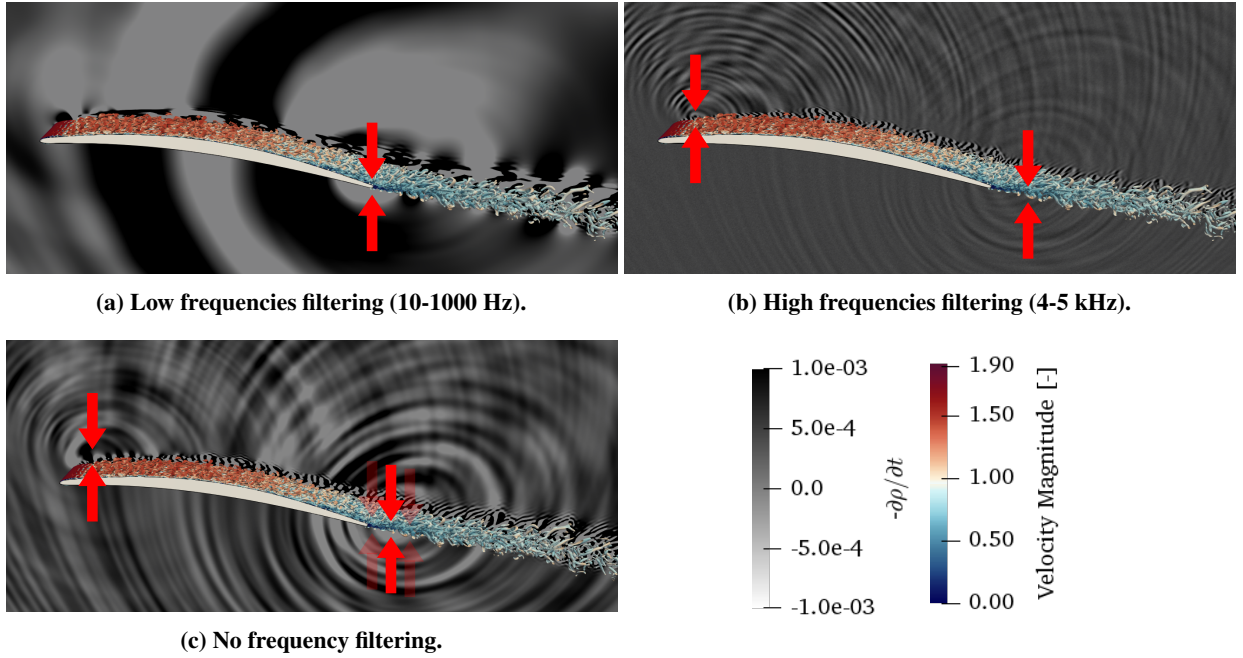 (a) Low frequencies filtering (10-1000 Hz).
(b) High frequencies filtering (4-5 kHz).
1.0e-03
5.0e-4
0.0
-5.0e-4
-1.0e-03
-∂ρ/∂t
1.90
1.50
1.00
0.50
0.00
Velocity Magnitude [-]
(c) No frequency filtering.